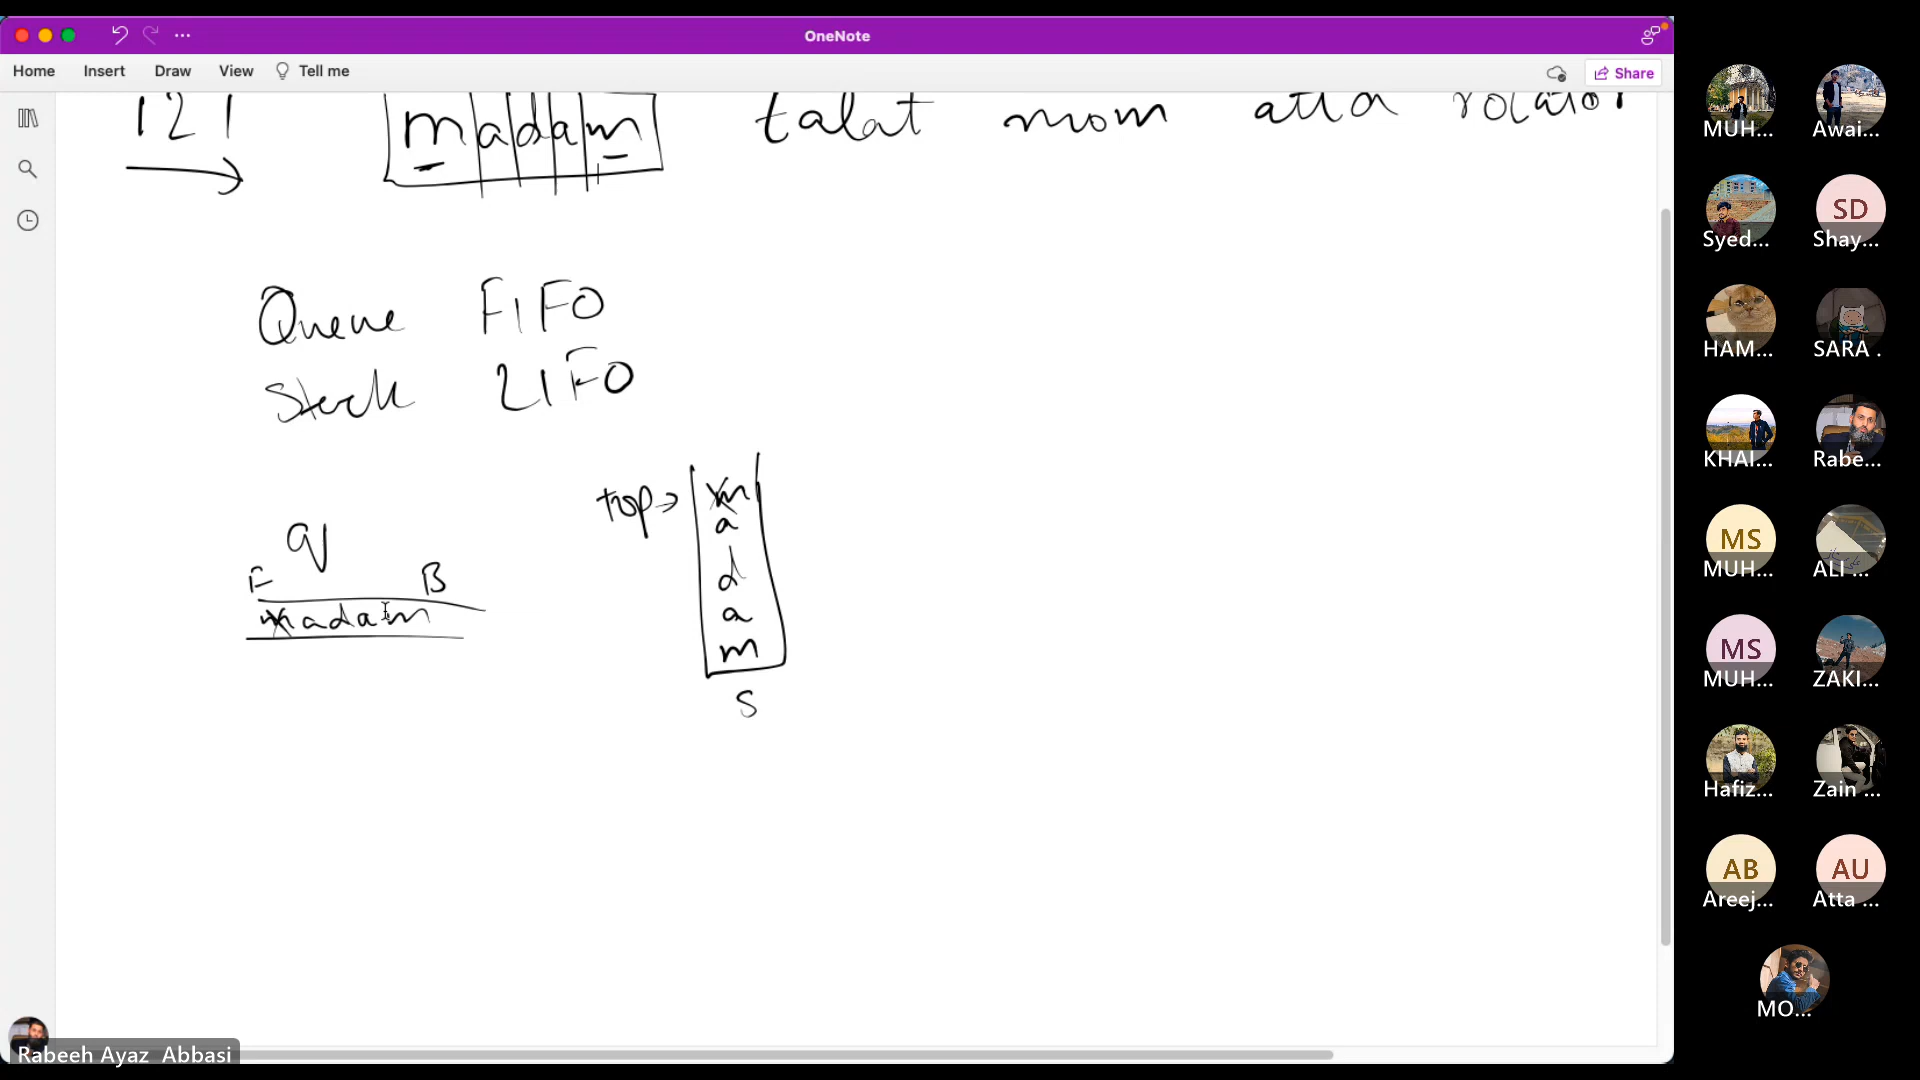 OneNote
Home Insert Draw View Tell me Share
121 madam talat mom atta rotator
Queue FIFO
Stack LIFO
top→
m
a
d
a
m
S
q
F B
madam
MUH... Awai...
SD
Syed... Shay...
HAM... SARA .
KHAI... Rabe...
MS
MUH... ALI ...
MS
MUH... ZAKI...
Hafiz... Zain ...
AB AU
Areej... Atta ...
MO...
Rabeeh Ayaz Abbasi